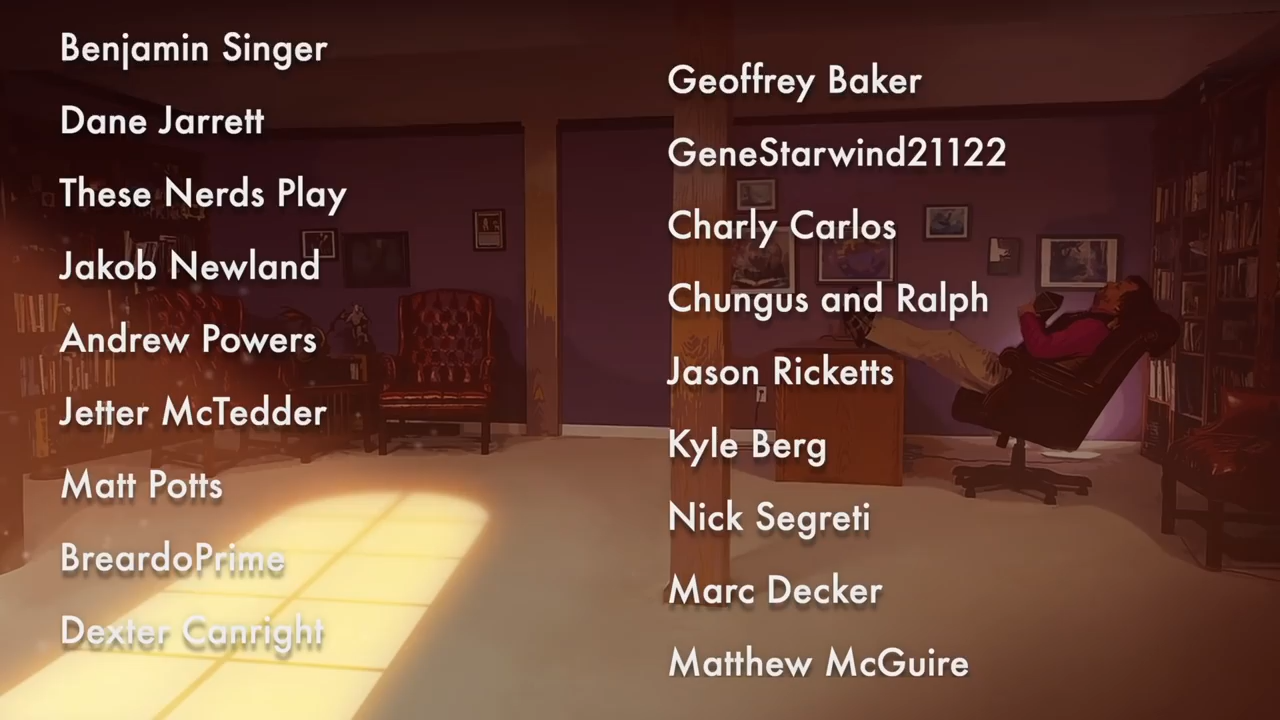 Benjamin Singer
Dane Jarrett
These Nerds Play
Jakob Newland
Andrew Powers
Jetter McTedder
Matt Potts
BreardoPrime
Dexter Canright
Geoffrey Baker
GeneStarwind21122
Charly Carlos
Chungus and Ralph
Jason Ricketts
Kyle Berg
Nick Segreti
Marc Decker
Matthew McGuire